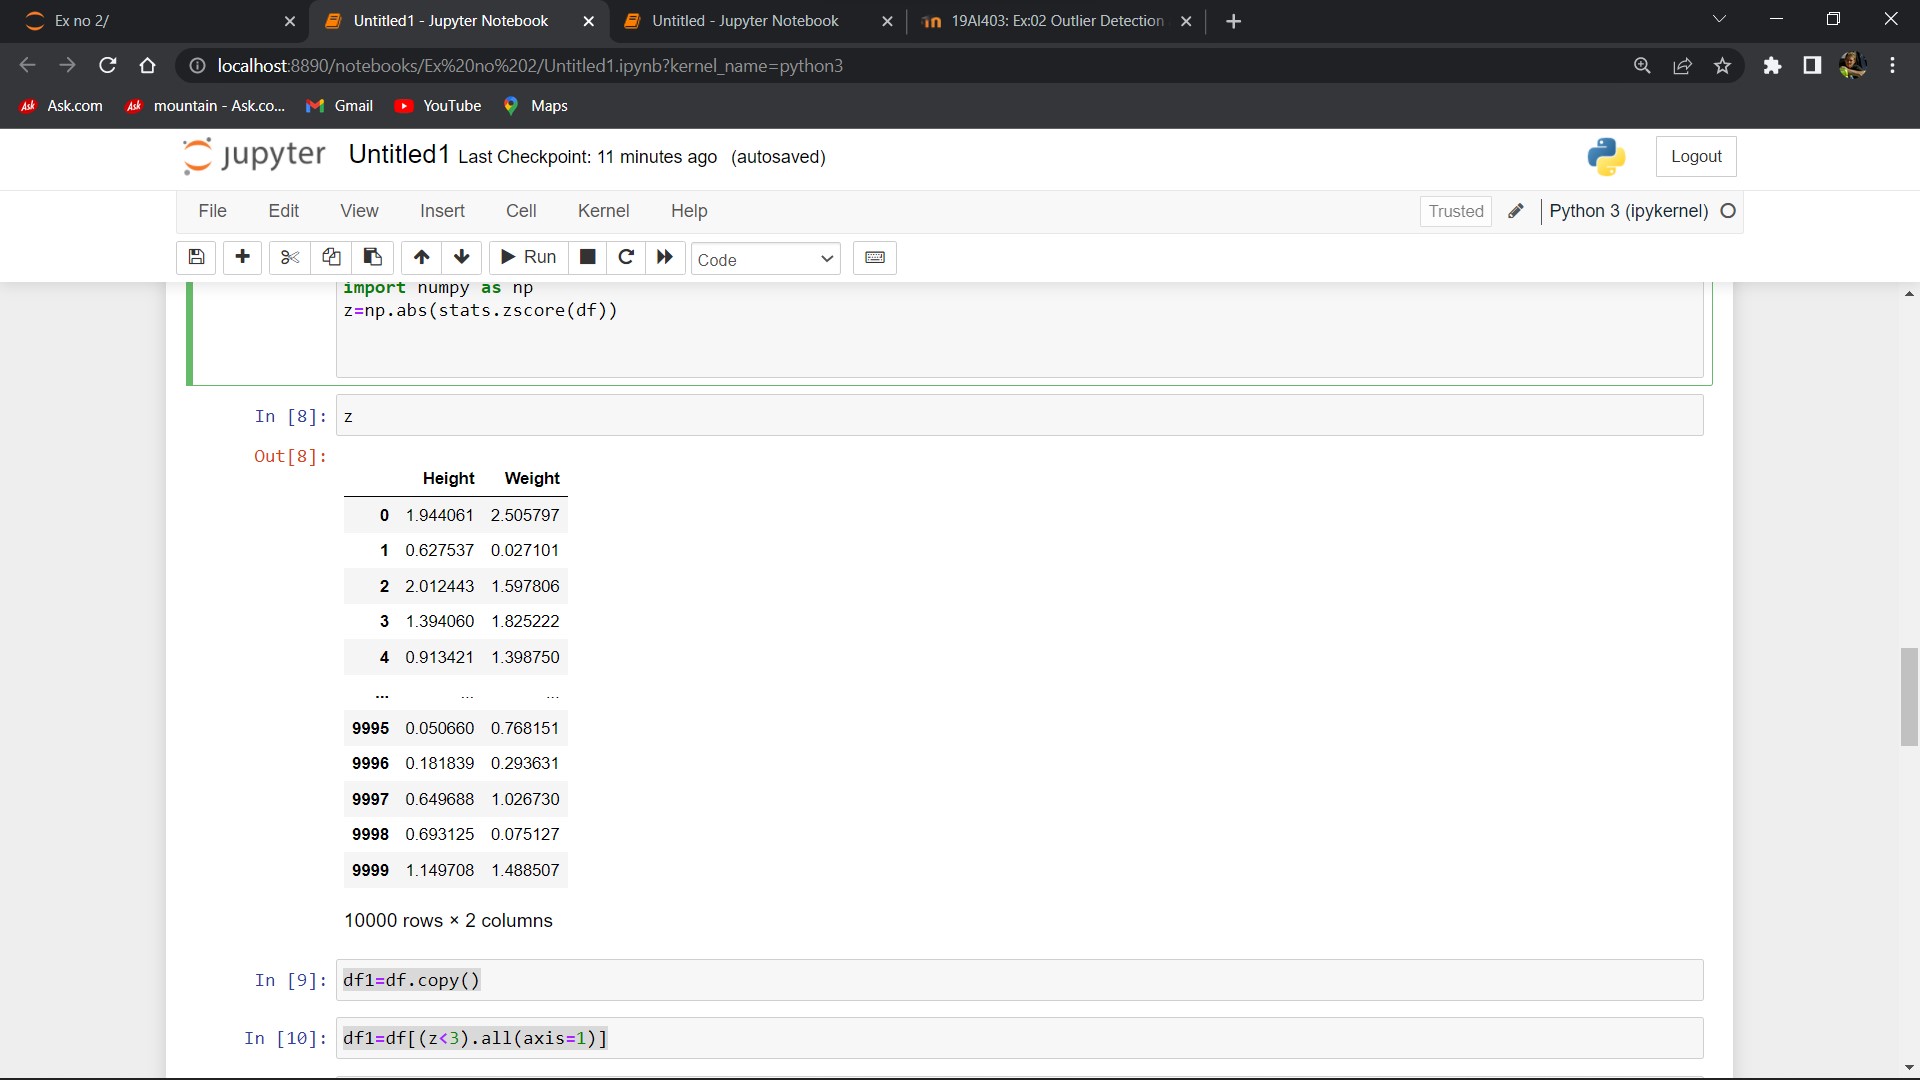 Ex no 2/
Untitled1 - Jupyter Notebook
Untitled - Jupyter Notebook
19AI403: Ex:02 Outlier Detection
localhost:8890/notebooks/Ex%20no%202/Untitled1.ipynb?kernel_name=python3
Ask Ask.com
Ask mountain - Ask.co...
Gmail
YouTube
Maps
jupyter Untitled1 Last Checkpoint: 11 minutes ago (autosaved)
Logout
File Edit View Insert Cell Kernel Help
Trusted
Python 3 (ipykernel)
Run
Code
import numpy as np
z=np.abs(stats.zscore(df))
In [8]: z
Out[8]:
Height Weight
0 1.944061 2.505797
1 0.627537 0.027101
2 2.012443 1.597806
3 1.394060 1.825222
4 0.913421 1.398750
... ... ...
9995 0.050660 0.768151
9996 0.181839 0.293631
9997 0.649688 1.026730
9998 0.693125 0.075127
9999 1.149708 1.488507
10000 rows × 2 columns
In [9]: df1=df.copy()
In [10]: df1=df[(z<3).all(axis=1)]